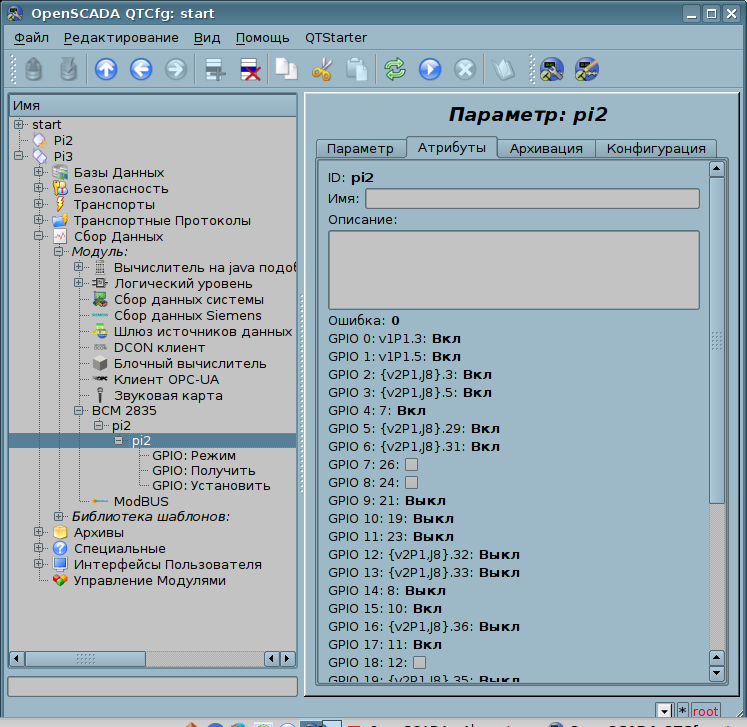 OpenSCADA QTCfg: start
Файл Редактирование Вид Помощь QTStarter
Имя
start
Pi2
Pi3
Базы Данных
Безопасность
Транспорты
Транспортные Протоколы
Сбор Данных
Модуль:
Вычислитель на java подоб
Логический уровень
Сбор данных системы
Сбор данных Siemens
Шлюз источников данных
DCON клиент
Блочный вычислитель
Клиент OPC-UA
Звуковая карта
BCM 2835
pi2
pi2
GPIO: Режим
GPIO: Получить
GPIO: Установить
ModBUS
Библиотека шаблонов:
Архивы
Специальные
Интерфейсы Пользователя
Управление Модулями
Параметр: pi2
Параметр Атрибуты Архивация Конфигурация
ID: pi2
Имя:
Описание:
Ошибка: 0
GPIO 0: v1P1.3: Вкл
GPIO 1: v1P1.5: Вкл
GPIO 2: {v2P1,J8}.3: Вкл
GPIO 3: {v2P1,J8}.5: Вкл
GPIO 4: 7: Вкл
GPIO 5: {v2P1,J8}.29: Вкл
GPIO 6: {v2P1,J8}.31: Вкл
GPIO 7: 26:
GPIO 8: 24:
GPIO 9: 21: Выкл
GPIO 10: 19: Выкл
GPIO 11: 23: Выкл
GPIO 12: {v2P1,J8}.32: Выкл
GPIO 13: {v2P1,J8}.33: Выкл
GPIO 14: 8: Выкл
GPIO 15: 10: Вкл
GPIO 16: {v2P1,J8}.36: Выкл
GPIO 17: 11: Вкл
GPIO 18: 12:
GPIO 19: {v2P1,J8}.35: Выкл
* root